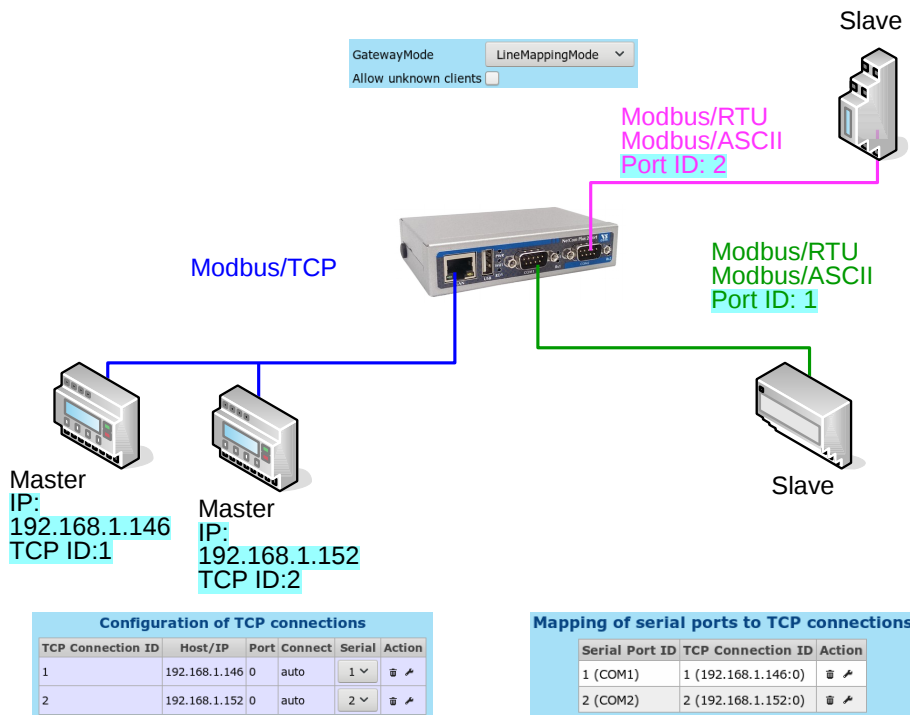 Slave
GatewayMode LineMappingMode
Allow unknown clients
Modbus/RTU
Modbus/ASCII
Port ID: 2
Modbus/TCP
Modbus/RTU
Modbus/ASCII
Port ID: 1
Master
IP:
192.168.1.146
TCP ID:1
Master
IP:
192.168.1.152
TCP ID:2
Slave
Configuration of TCP connections
TCP Connection ID Host/IP Port Connect Serial Action
1 192.168.1.146 0 auto 1
2 192.168.1.152 0 auto 2
Mapping of serial ports to TCP connections
Serial Port ID TCP Connection ID Action
1 (COM1) 1 (192.168.1.146:0)
2 (COM2) 2 (192.168.1.152:0)